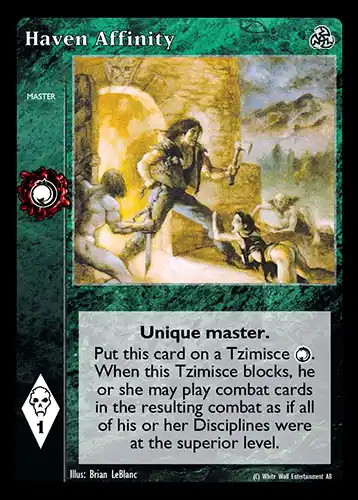 Haven Affinity
MASTER
Unique master.
Put this card on a Tzimisce.
When this Tzimisce blocks, he
or she may play combat cards
in the resulting combat as if all
of his or her Disciplines were
at the superior level.
1
Illus: Brian LeBlanc
(C) White Wolf Entertainment AB